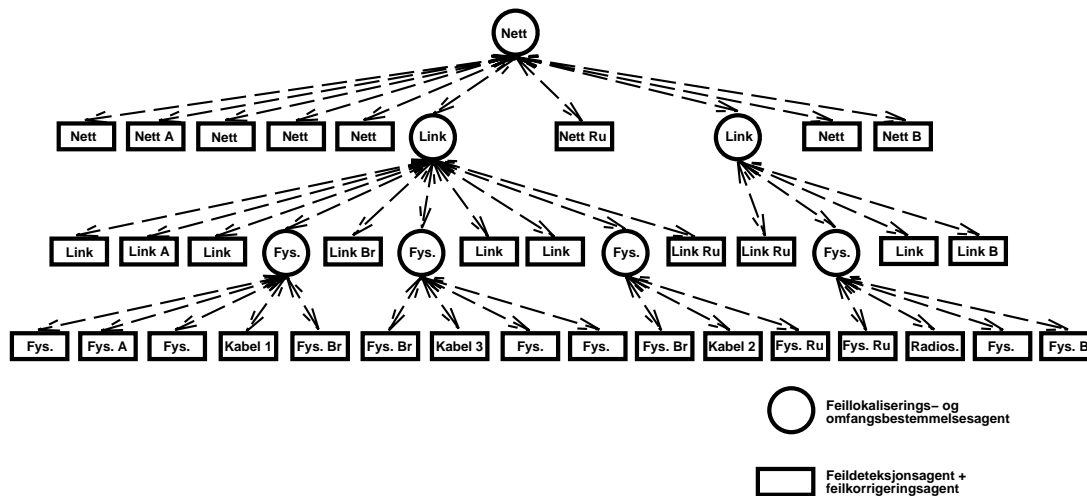 Nett
Nett
Nett A
Nett
Nett
Nett
Link
Nett Ru
Link
Nett
Nett B
Link
Link A
Link
Fys.
Link Br
Fys.
Link
Link
Fys.
Link Ru
Link Ru
Fys.
Link
Link B
Fys.
Fys. A
Fys.
Kabel 1
Fys. Br
Fys. Br
Kabel 3
Fys.
Fys.
Fys. Br
Kabel 2
Fys. Ru
Fys. Ru
Radios.
Fys.
Fys. B
Feillokaliserings– og
omfangsbestemmelsesagent
Feildeteksjonsagent +
feilkorrigeringsagent